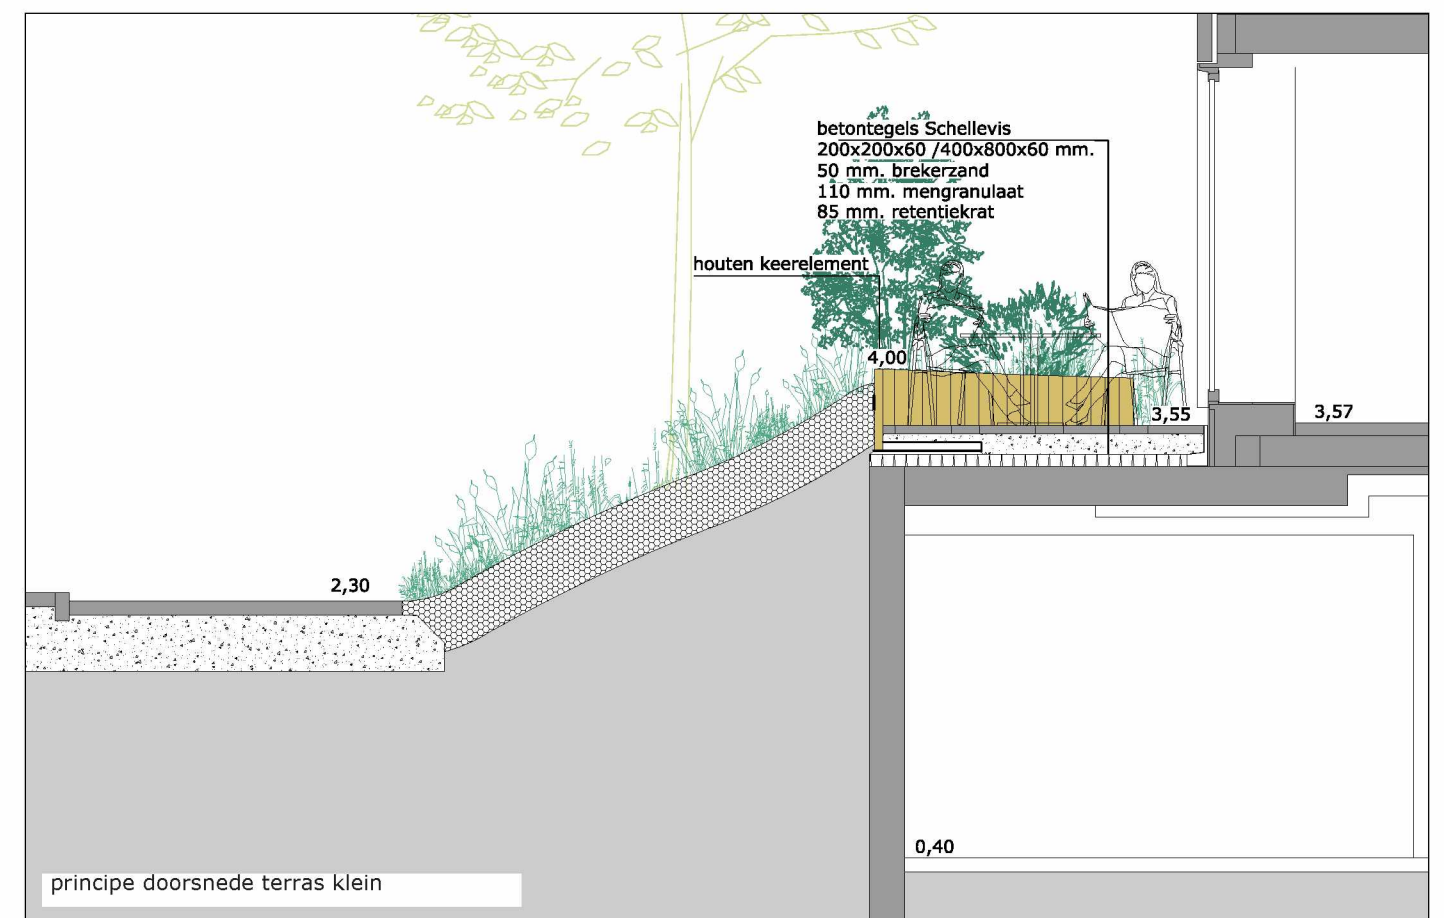 betontegels Schellevis
200x200x60 /400x800x60 mm.
50 mm. brekerzand
110 mm. mengranulaat
85 mm. retentiekrat
houten keerelement
4,00
3,55
3,57
2,30
0,40
principe doorsnede terras klein